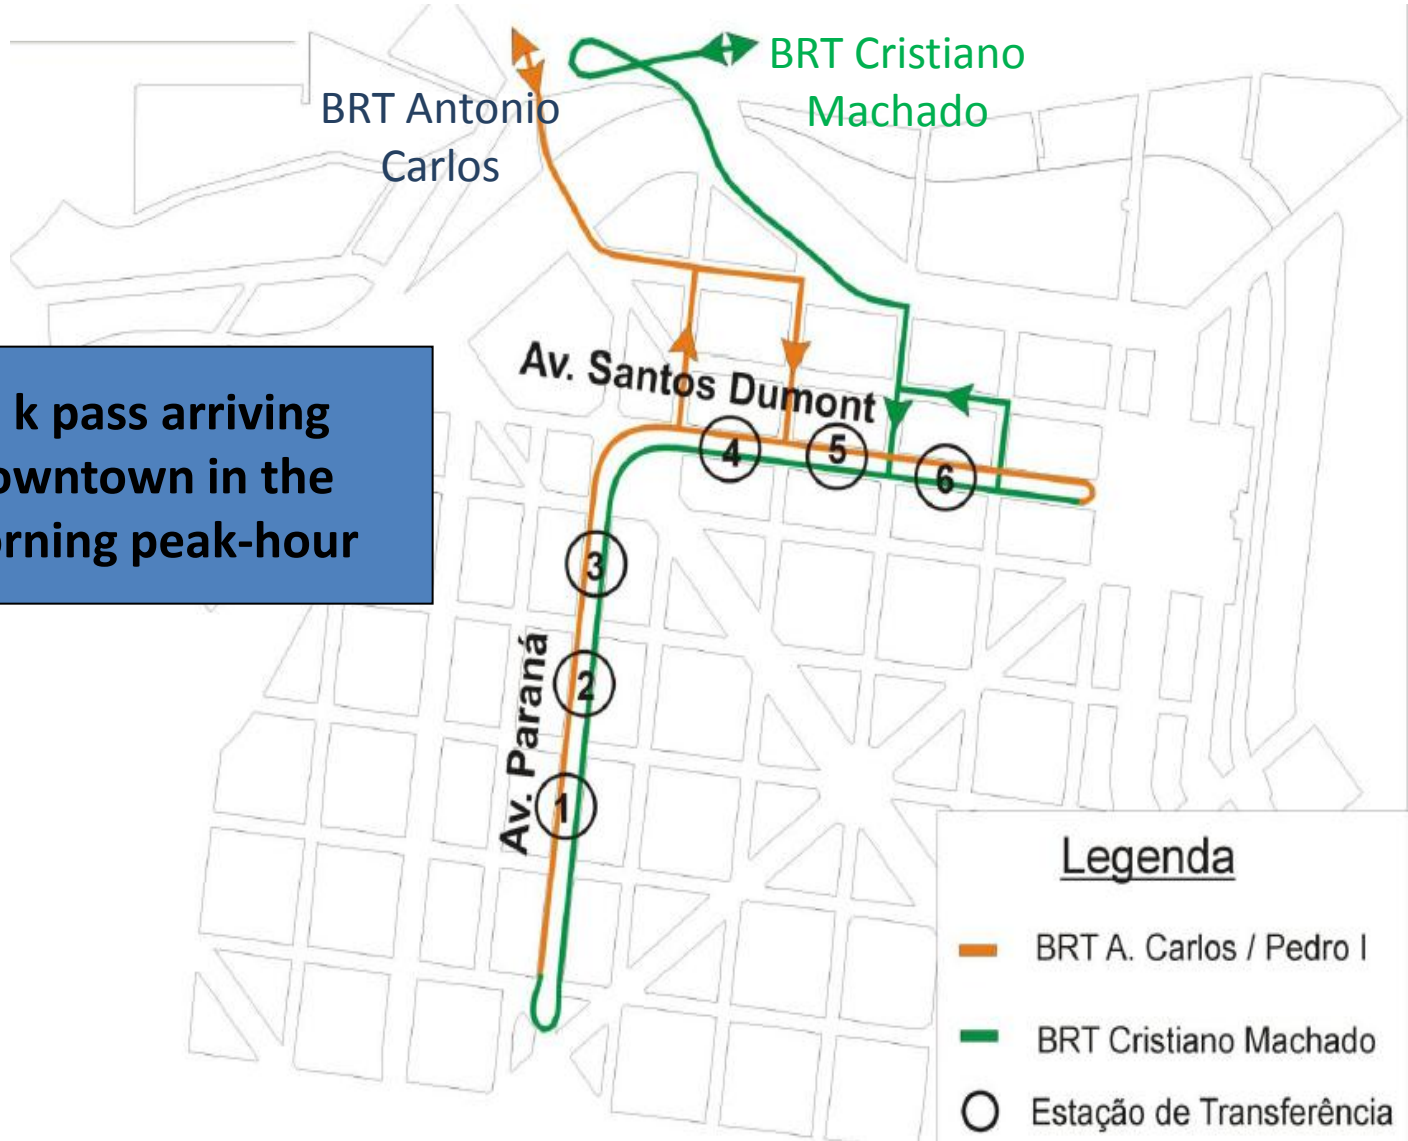 BRT Cristiano
Machado
BRT Antonio
Carlos
k pass arriving
owntown in the
orning peak-hour
Av. Santos Dumont
4
5
6
3
2
1
Av. Paraná
Legenda
BRT A. Carlos / Pedro I
BRT Cristiano Machado
Estação de Transferência